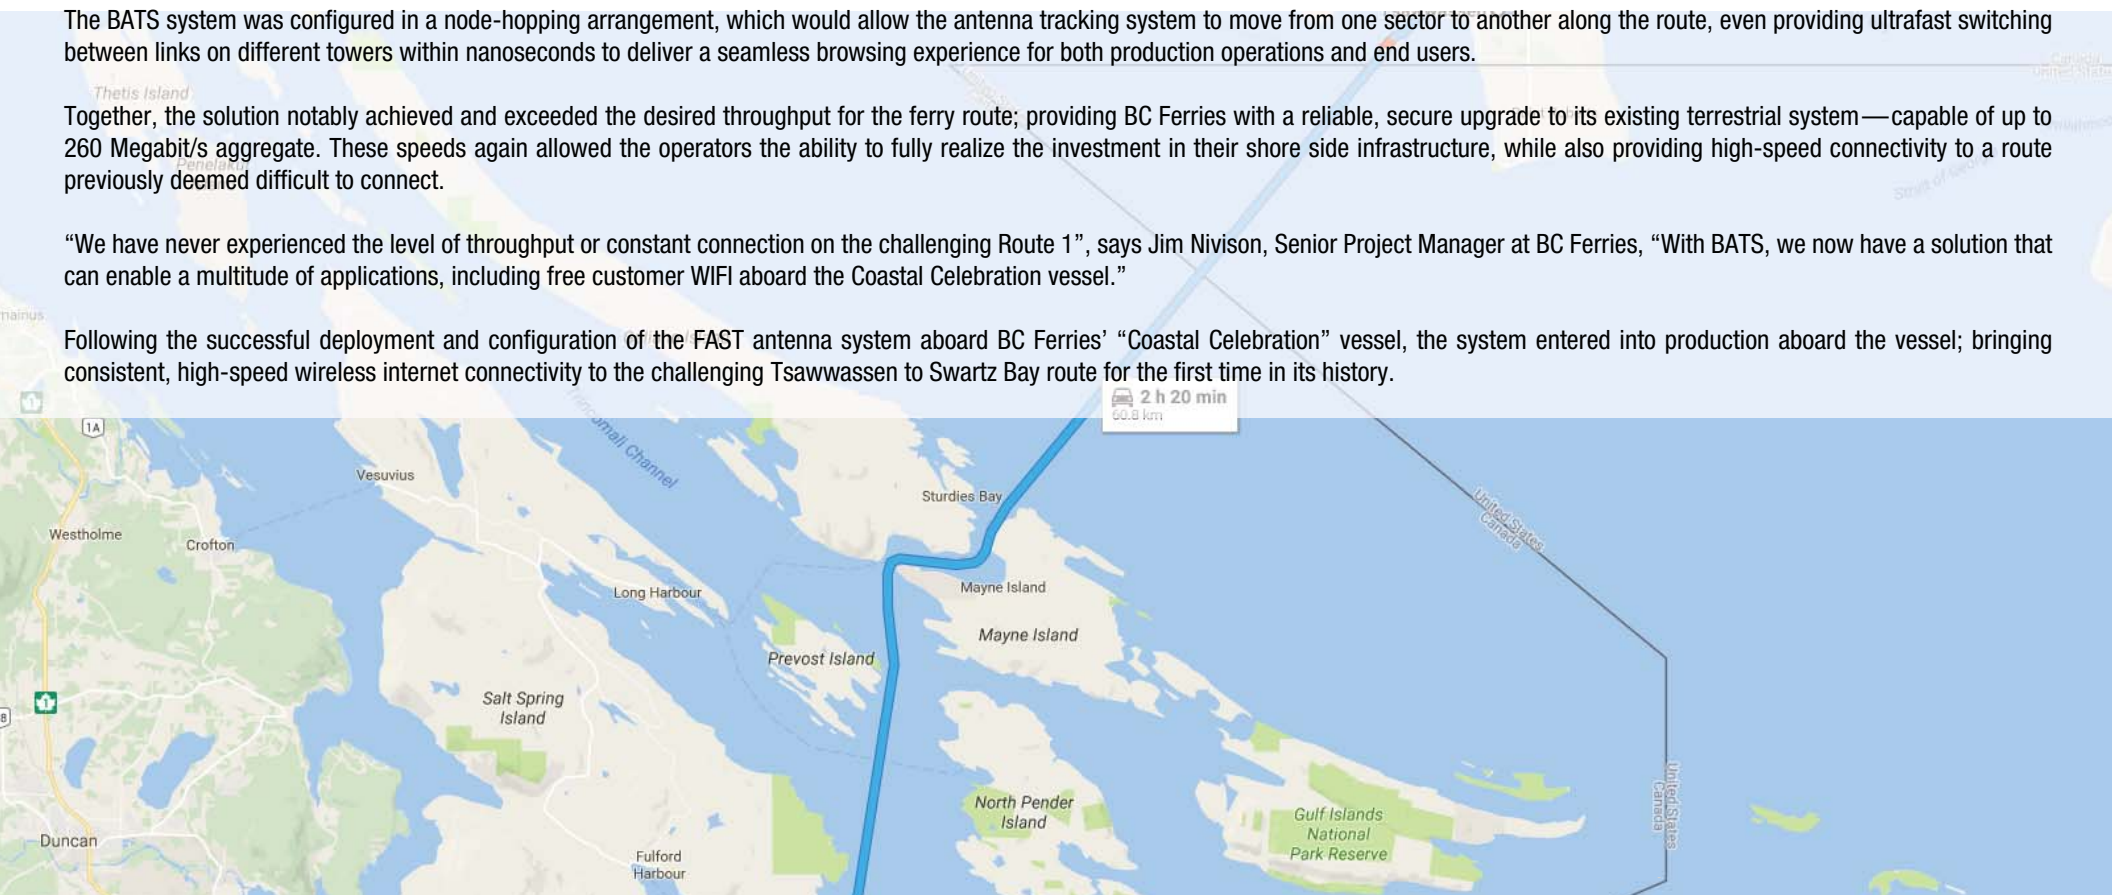 The BATS system was configured in a node-hopping arrangement, which would allow the antenna tracking system to move from one sector to another along the route, even providing ultrafast switching
between links on different towers within nanoseconds to deliver a seamless browsing experience for both production operations and end users.
Thetis Island
Together, the solution notably achieved and exceeded the desired throughput for the ferry route; providing BC Ferries with a reliable, secure upgrade to its existing terrestrial system—capable of up to
260 Megabit/s aggregate. These speeds again allowed the operators the ability to fully realize the investment in their shore side infrastructure, while also providing high-speed connectivity to a route
previously deemed difficult to connect.
Strait of Georgia
“We have never experienced the level of throughput or constant connection on the challenging Route 1”, says Jim Nivison, Senior Project Manager at BC Ferries, “With BATS, we now have a solution that
can enable a multitude of applications, including free customer WIFI aboard the Coastal Celebration vessel.”
mainus
Following the successful deployment and configuration of the FAST antenna system aboard BC Ferries’ “Coastal Celebration” vessel, the system entered into production aboard the vessel; bringing
consistent, high-speed wireless internet connectivity to the challenging Tsawwassen to Swartz Bay route for the first time in its history.
2 h 20 min
60.8 km
1
1A
Trincomali Channel
Vesuvius
Sturdies Bay
United States
Canada
Westholme
Crofton
Long Harbour
Mayne Island
Mayne Island
Prevost Island
Salt Spring
Island
1
8
North Pender
Island
Gulf Islands
National
Park Reserve
United States
Canada
Duncan
Fulford
Harbour